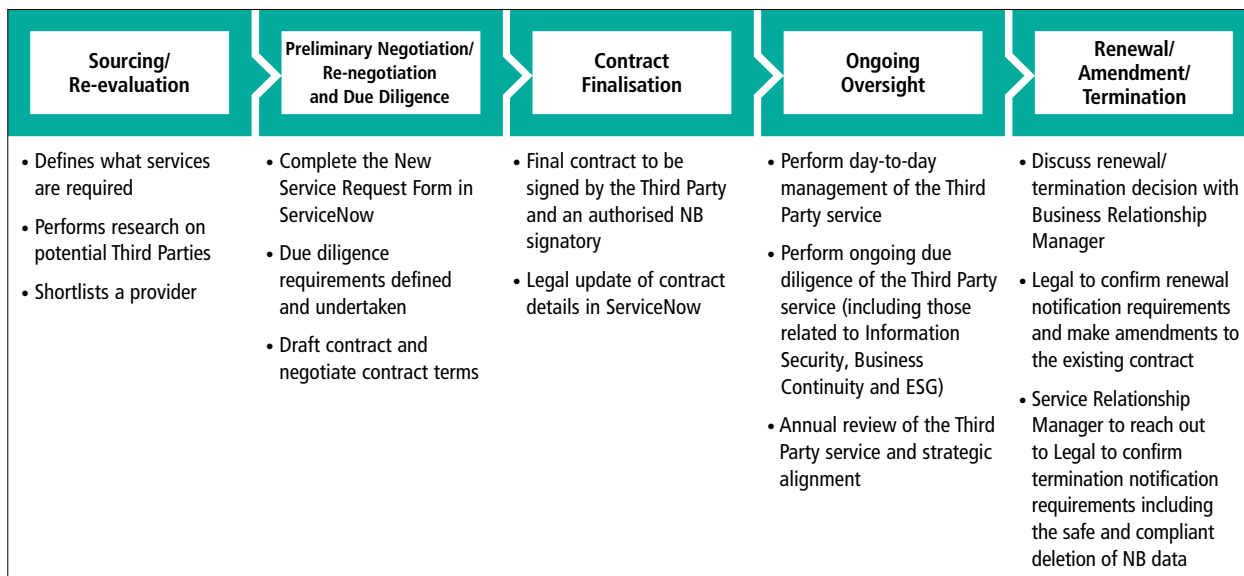 Sourcing/
Re-evaluation
Preliminary Negotiation/
Re-negotiation
and Due Diligence
Contract
Finalisation
Ongoing
Oversight
Renewal/
Amendment/
Termination
• Defines what services
are required
• Performs research on
potential Third Parties
• Shortlists a provider
• Complete the New
Service Request Form in
ServiceNow
• Due diligence
requirements defined
and undertaken
• Draft contract and
negotiate contract terms
• Final contract to be
signed by the Third Party
and an authorised NB
signatory
• Legal update of contract
details in ServiceNow
• Perform day-to-day
management of the Third
Party service
• Perform ongoing due
diligence of the Third Party
service (including those
related to Information
Security, Business
Continuity and ESG)
• Annual review of the Third
Party service and strategic
alignment
• Discuss renewal/
termination decision with
Business Relationship
Manager
• Legal to confirm renewal
notification requirements
and make amendments to
the existing contract
• Service Relationship
Manager to reach out
to Legal to confirm
termination notification
requirements including
the safe and compliant
deletion of NB data